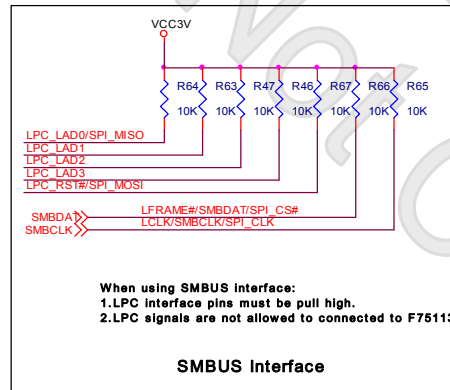 VCC3V
R64 R63 R47 R46 R67 R66 R65
10K 10K 10K 10K 10K 10K 10K
LPC_LAD0/SPI_MISO
LPC_LAD1
LPC_LAD2
LPC_LAD3
LPC_RST#/SPI_MOSI
SMBDAT LFRAME#/SMBDAT/SPI_CS#
SMBCLK LCLK/SMBCLK/SPI_CLK
When using SMBUS interface:
1.LPC interface pins must be pull high.
2.LPC signals are not allowed to connected to F75113
SMBUS Interface